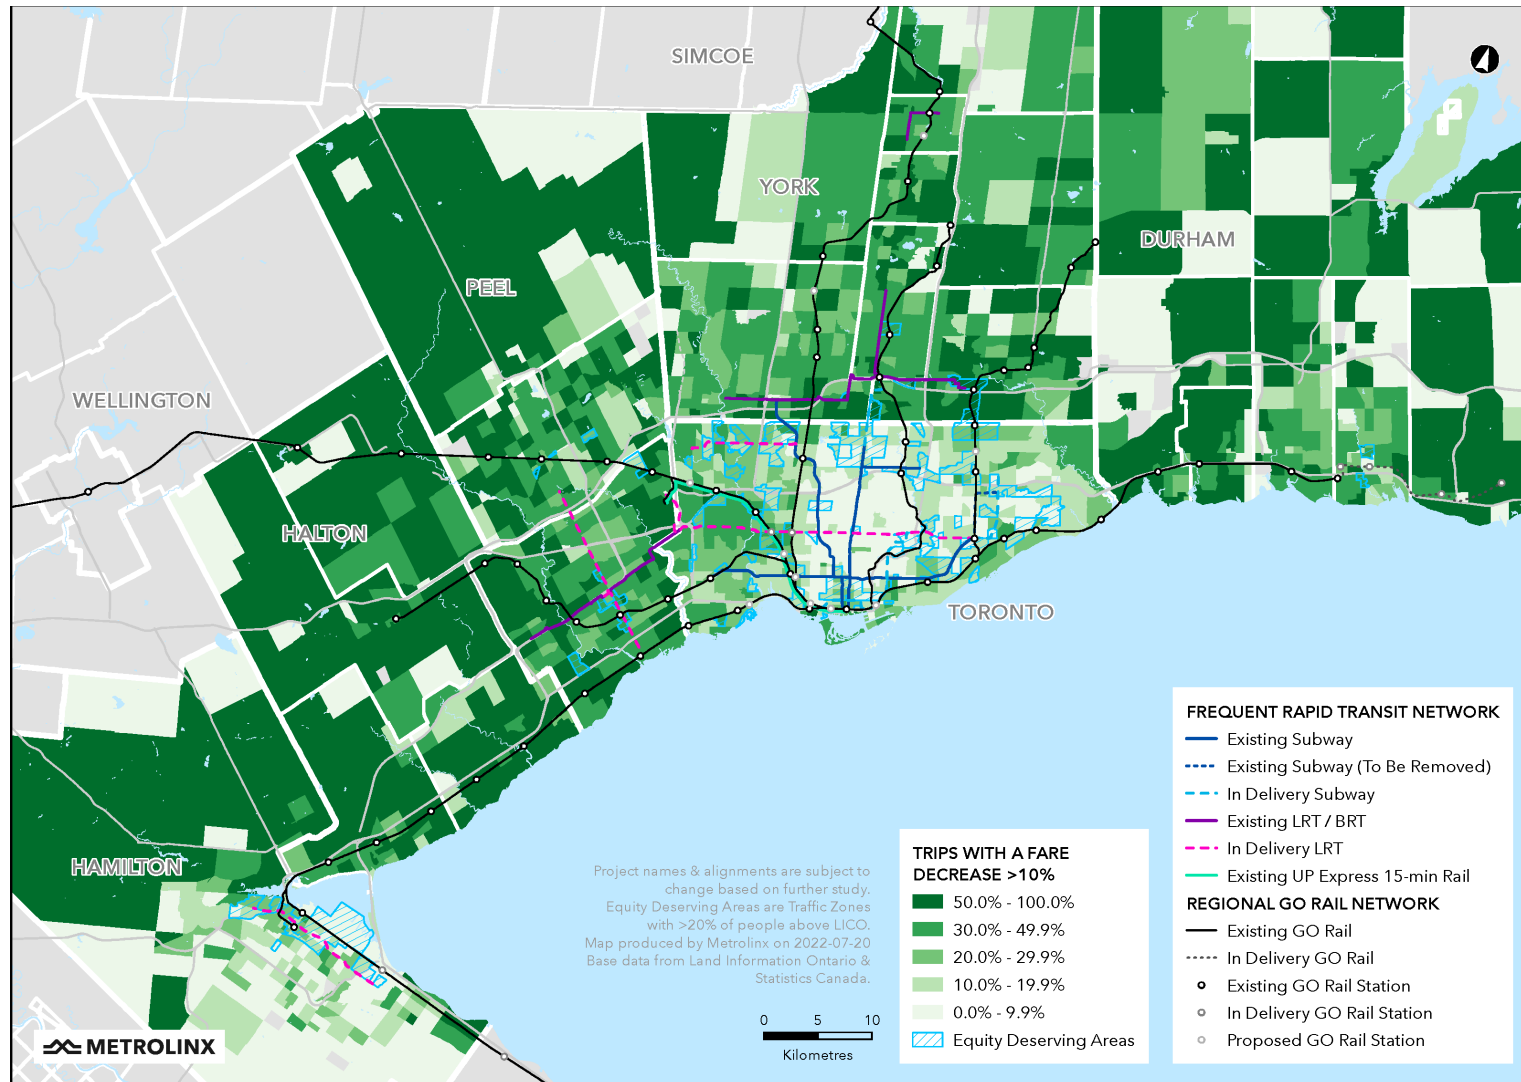 SIMCOE
YORK
DURHAM
PEEL
WELLINGTON
HALTON
TORONTO
HAMILTON
Project names & alignments are subject to
change based on further study.
Equity Deserving Areas are Traffic Zones
with >20% of people above LICO.
Map produced by Metrolinx on 2022-07-20
Base data from Land Information Ontario &
Statistics Canada.
0 5 10
Kilometres
METROLINX
TRIPS WITH A FARE
DECREASE >10%
50.0% - 100.0%
30.0% - 49.9%
20.0% - 29.9%
10.0% - 19.9%
0.0% - 9.9%
Equity Deserving Areas
FREQUENT RAPID TRANSIT NETWORK
Existing Subway
Existing Subway (To Be Removed)
In Delivery Subway
Existing LRT / BRT
In Delivery LRT
Existing UP Express 15-min Rail
REGIONAL GO RAIL NETWORK
Existing GO Rail
In Delivery GO Rail
Existing GO Rail Station
In Delivery GO Rail Station
Proposed GO Rail Station